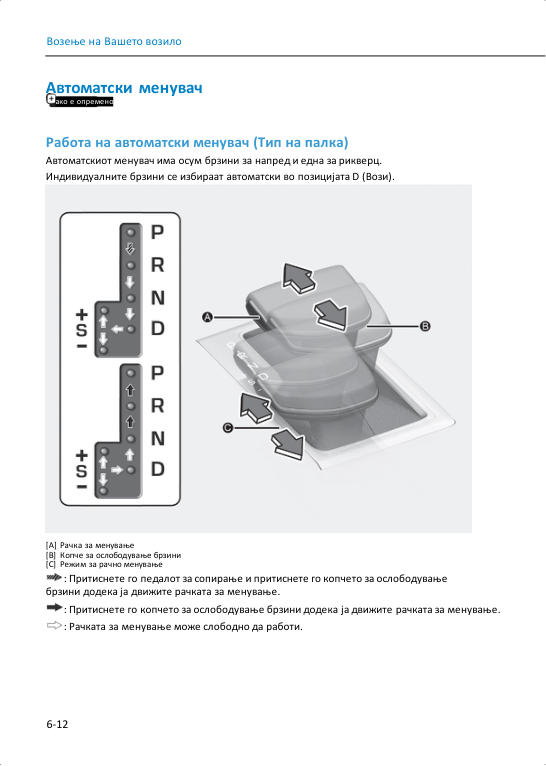 Возење на Вашето возило
Автоматски менувач
ако е опремено
Работа на автоматски менувач (Тип на палка)
Автоматскиот менувач има осум брзини за напред и една за рикверц.
Индивидуалните брзини се избираат автоматски во позицијата D (Вози).
P
R
N
D
+
S
−
P
R
N
D
+
S
−
A
B
C
[A] Рачка за менување
[B] Копче за ослободување брзини
[C] Режим за рачно менување
: Притиснете го педалот за сопирање и притиснете го копчето за ослободување
брзини додека ја движите рачката за менување.
: Притиснете го копчето за ослободување брзини додека ја движите рачката за менување.
: Рачката за менување може слободно да работи.
6-12